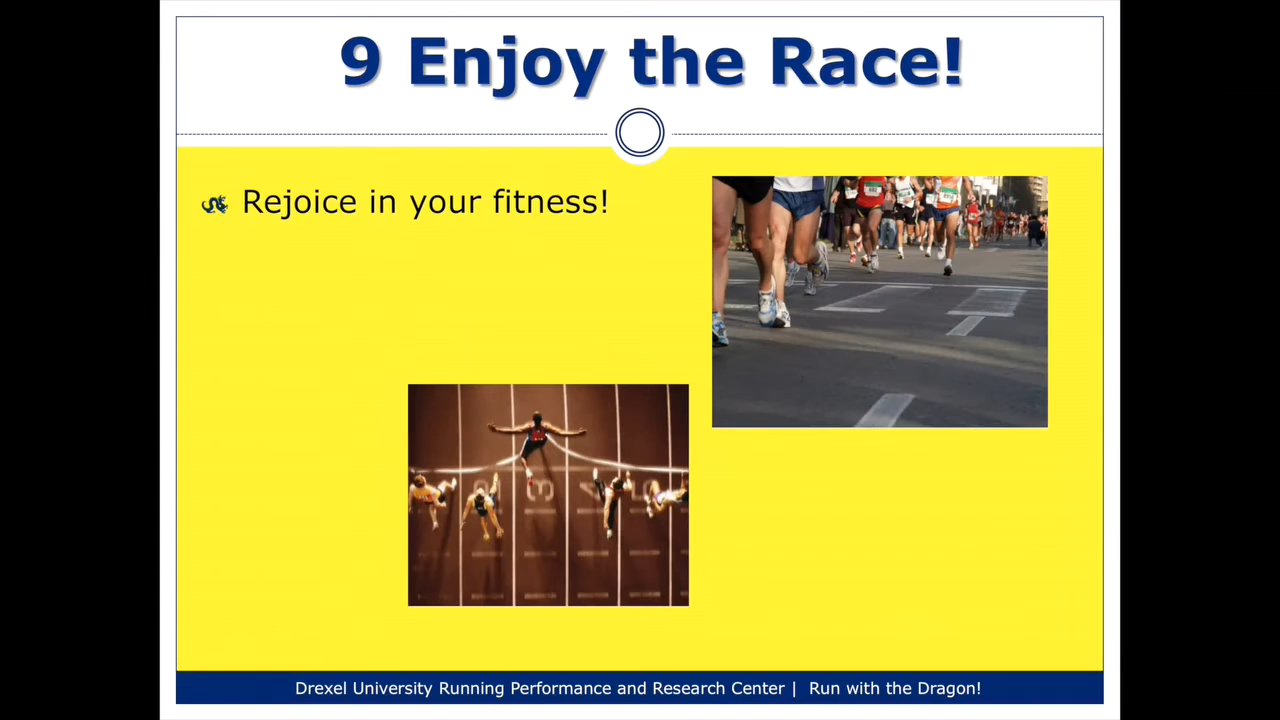 9 Enjoy the Race!
Rejoice in your fitness!
3
Drexel University Running Performance and Research Center | Run with the Dragon!